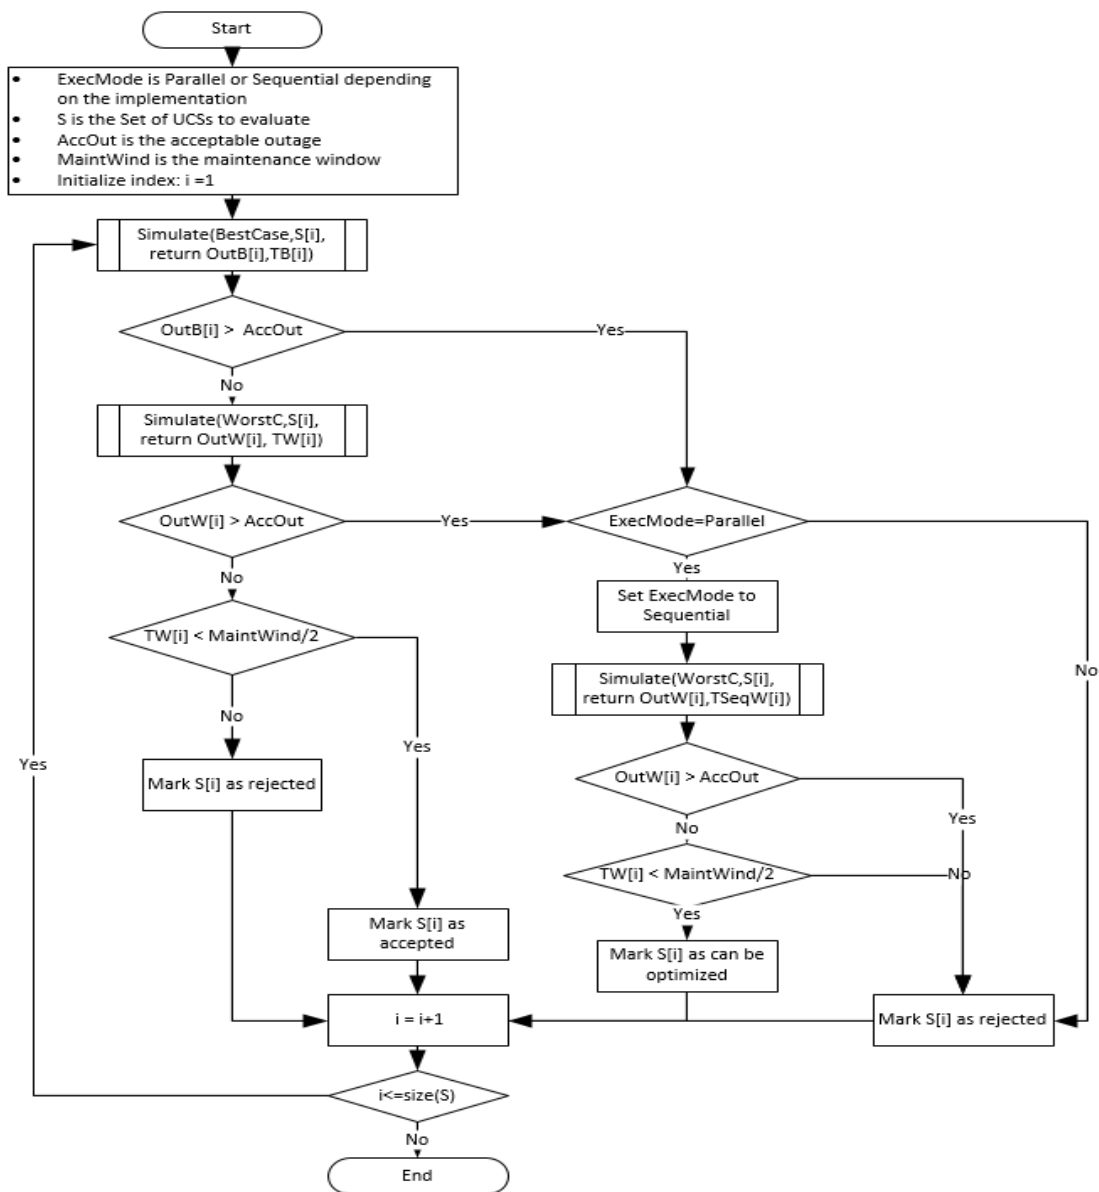 Start
• ExecMode is Parallel or Sequential depending
on the implementation
• S is the Set of UCSs to evaluate
• AccOut is the acceptable outage
• MaintWind is the maintenance window
• Initialize index: i =1
Simulate(BestCase,S[i],
return OutB[i],TB[i])
OutB[i] > AccOut
Yes
No
Simulate(WorstC,S[i],
return OutW[i], TW[i])
OutW[i] > AccOut
Yes
ExecMode=Parallel
No
Yes
Set ExecMode to
Sequential
TW[i] < MaintWind/2
No
Simulate(WorstC,S[i],
return OutW[i],TSeqW[i])
No
Yes
Yes
Mark S[i] as rejected
OutW[i] > AccOut
Yes
No
TW[i] < MaintWind/2
No
Yes
Mark S[i] as
accepted
Mark S[i] as can be
optimized
i = i+1
Mark S[i] as rejected
i<=size(S)
No
End